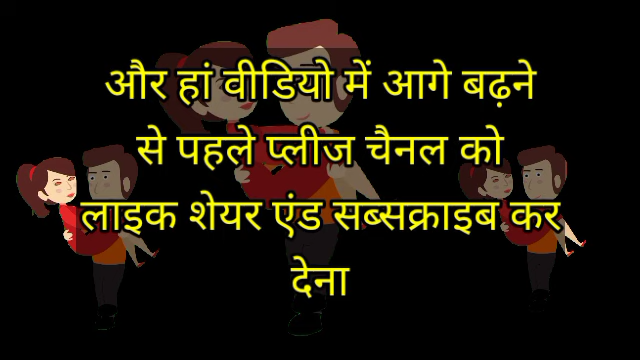 और हां वीडियो में आगे बढ़ने
से पहले प्लीज चैनल को
लाइक शेयर एंड सब्सक्राइब कर
देना